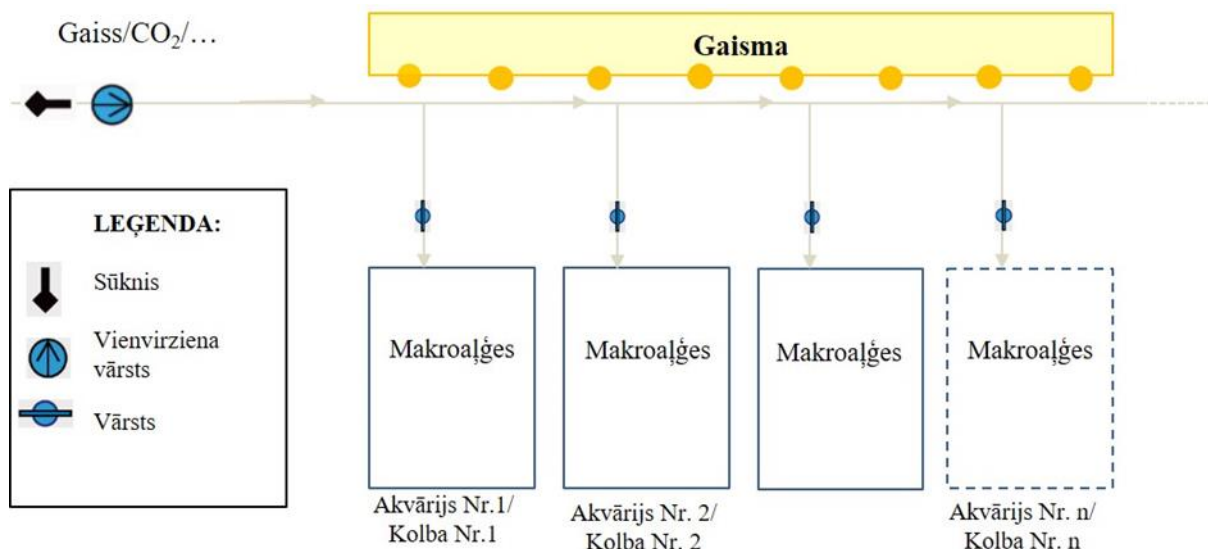 Gaiss/CO₂/…
Gaisma
LEĢENDA:
Sūknis
Vienvirziena
vārsts
Vārsts
Makroaļģes
Makroaļģes
Makroaļģes
Makroaļģes
Akvārijs Nr.1/
Kolba Nr.1
Akvārijs Nr. 2/
Kolba Nr. 2
Akvārijs Nr. n/
Kolba Nr. n